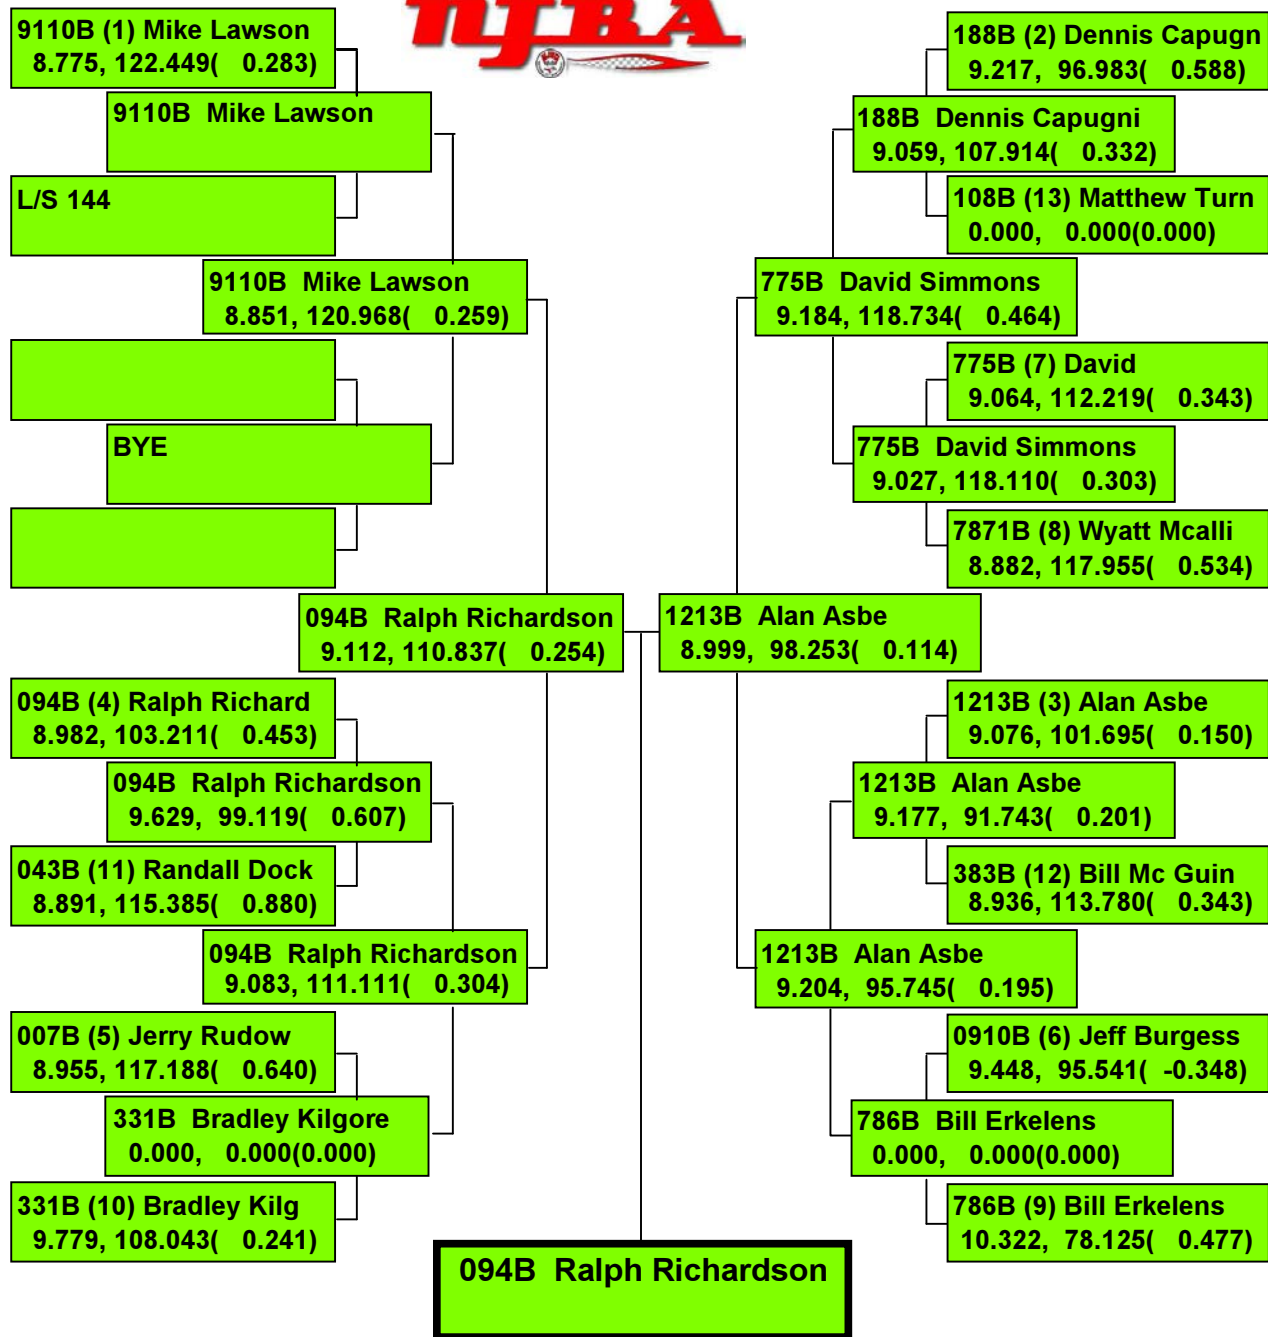 NJBA
9110B (1) Mike Lawson
8.775, 122.449( 0.283)
9110B Mike Lawson
L/S 144
9110B Mike Lawson
8.851, 120.968( 0.259)
BYE
094B Ralph Richardson
9.112, 110.837( 0.254)
094B (4) Ralph Richard
8.982, 103.211( 0.453)
094B Ralph Richardson
9.629, 99.119( 0.607)
043B (11) Randall Dock
8.891, 115.385( 0.880)
094B Ralph Richardson
9.083, 111.111( 0.304)
007B (5) Jerry Rudow
8.955, 117.188( 0.640)
331B Bradley Kilgore
0.000, 0.000(0.000)
331B (10) Bradley Kilg
9.779, 108.043( 0.241)
188B (2) Dennis Capugn
9.217, 96.983( 0.588)
188B Dennis Capugni
9.059, 107.914( 0.332)
108B (13) Matthew Turn
0.000, 0.000(0.000)
775B David Simmons
9.184, 118.734( 0.464)
775B (7) David
9.064, 112.219( 0.343)
775B David Simmons
9.027, 118.110( 0.303)
7871B (8) Wyatt Mcalli
8.882, 117.955( 0.534)
1213B Alan Asbe
8.999, 98.253( 0.114)
1213B (3) Alan Asbe
9.076, 101.695( 0.150)
1213B Alan Asbe
9.177, 91.743( 0.201)
383B (12) Bill Mc Guin
8.936, 113.780( 0.343)
1213B Alan Asbe
9.204, 95.745( 0.195)
0910B (6) Jeff Burgess
9.448, 95.541( -0.348)
786B Bill Erkelens
0.000, 0.000(0.000)
786B (9) Bill Erkelens
10.322, 78.125( 0.477)
094B Ralph Richardson